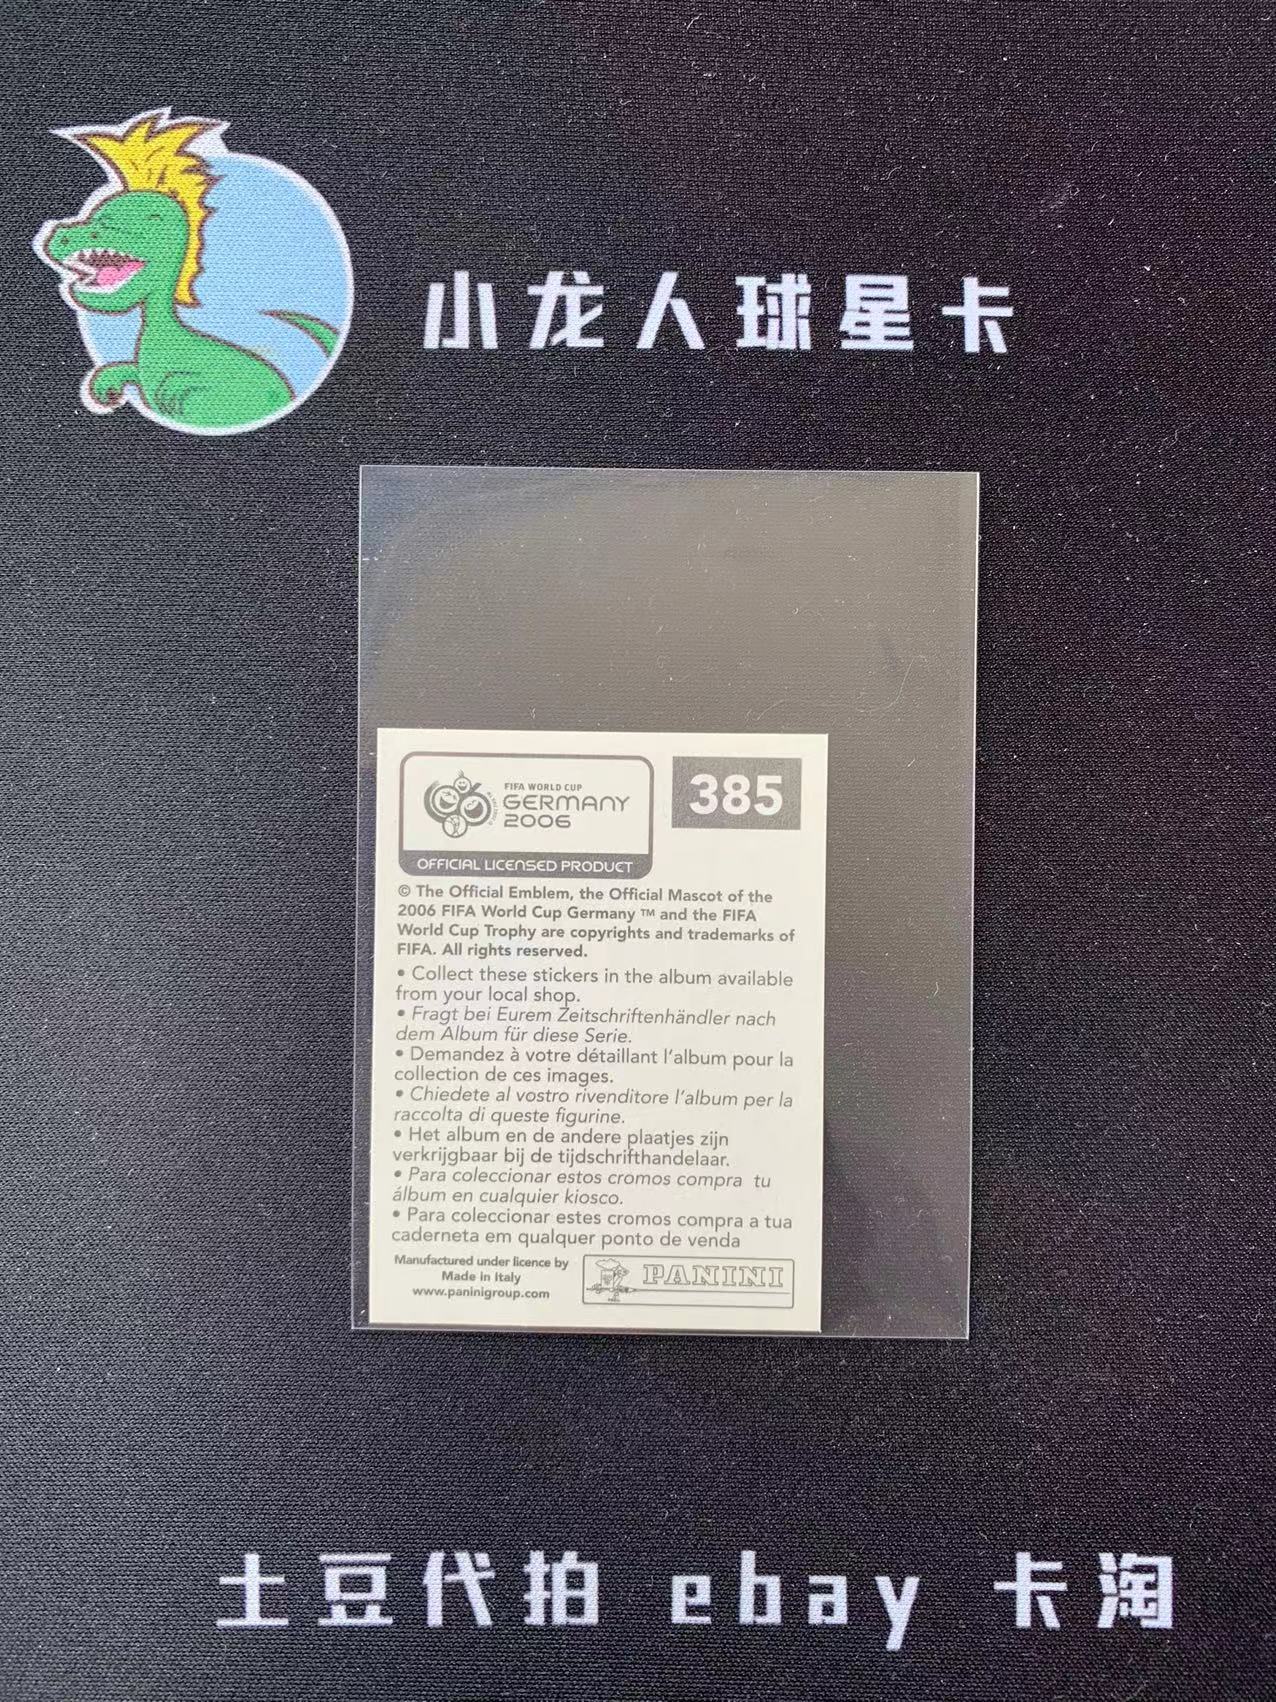 小龙人球星卡
FIFA WORLD CUP
GERMANY
2006
OFFICIAL LICENSED PRODUCT
385
© The Official Emblem, the Official Mascot of the
2006 FIFA World Cup Germany ™ and the FIFA
World Cup Trophy are copyrights and trademarks of
FIFA. All rights reserved.
• Collect these stickers in the album available
from your local shop.
• Fragt bei Eurem Zeitschriftenhändler nach
dem Album für diese Serie.
• Demandez à votre détaillant l'album pour la
collection de ces images.
• Chiedete al vostro rivenditore l'album per la
raccolta di queste figurine.
• Het album en de andere plaatjes zijn
verkrijgbaar bij de tijdschrifthandelaar.
• Para coleccionar estos cromos compra tu
álbum en cualquier kiosco.
• Para coleccionar estes cromos compra a tua
caderneta em qualquer ponto de venda
Manufactured under licence by
Made in Italy
www.paninigroup.com
PANINI
土豆代拍 ebay 卡淘